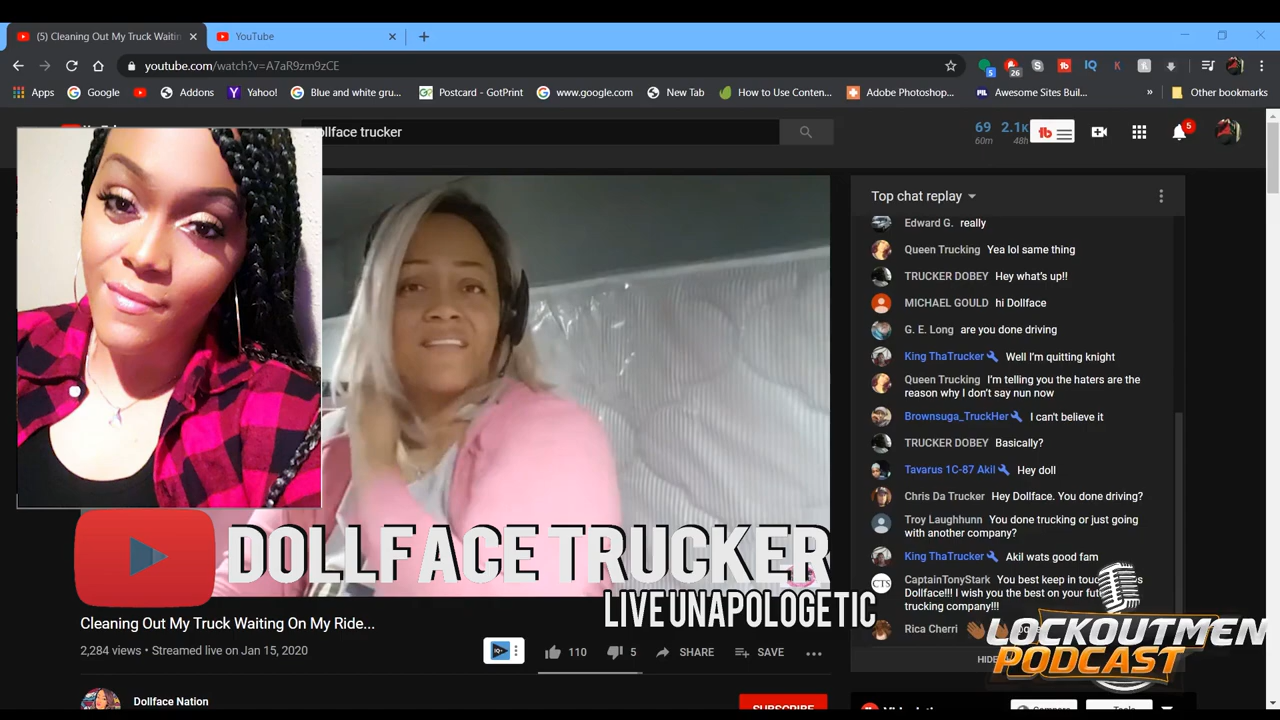 (5) Cleaning Out My Truck Waitin
YouTube
youtube.com/watch?v=A7aR9zm9zCE
5
26
IQ
K
Apps
Google
Addons
Yahoo!
Blue and white gru...
Postcard - GotPrint
www.google.com
New Tab
How to Use Conten...
Adobe Photoshop...
Awesome Sites Buil...
»
Other bookmarks
ollface trucker
69
60m
2.1K
48h
5
Top chat replay
Edward G. really
Queen Trucking Yea lol same thing
TRUCKER DOBEY Hey what's up!!
MICHAEL GOULD hi Dollface
G. E. Long are you done driving
King ThaTrucker Well I'm quitting knight
Queen Trucking I'm telling you the haters are the
reason why I don't say nun now
Brownsuga_TruckHer I can't believe it
TRUCKER DOBEY Basically?
Tavarus 1C-87 Akil Hey doll
Chris Da Trucker Hey Dollface. You done driving?
Troy Laughhunn You done trucking or just going
with another company?
King ThaTrucker Akil wats good fam
CTS
CaptainTonyStark You best keep in touc
Dollface!!! I wish you the best on your fut
trucking company!!!
Rica Cherri
HIDE
DOLLFACE TRUCKER
LIVE UNAPOLOGETIC
LOCKOUTMEN
PODCAST
Cleaning Out My Truck Waiting On My Ride...
2,284 views • Streamed live on Jan 15, 2020
110
5
SHARE
SAVE
Dollface Nation
SUBSCRIBE